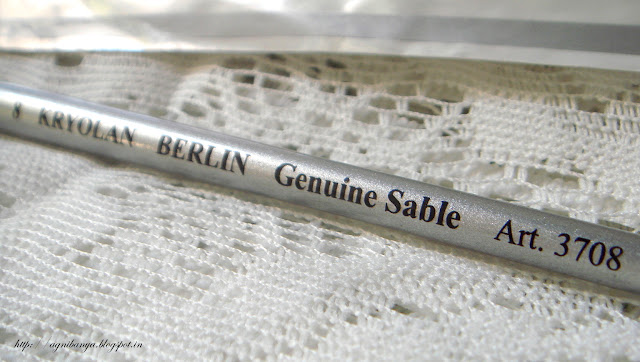 8 KRYOLAN BERLIN Genuine Sable Art. 3708
http:// agnibanya.blogspot.in